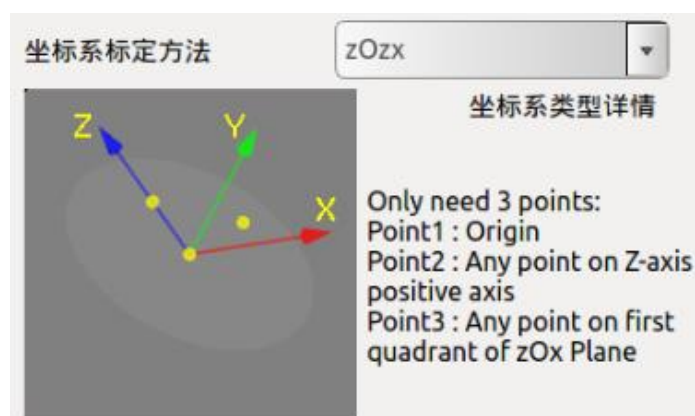 坐标系标定方法
zOzx
坐标系类型详情
Z
Y
X
Only need 3 points:
Point1 : Origin
Point2 : Any point on Z-axis
positive axis
Point3 : Any point on first
quadrant of zOx Plane